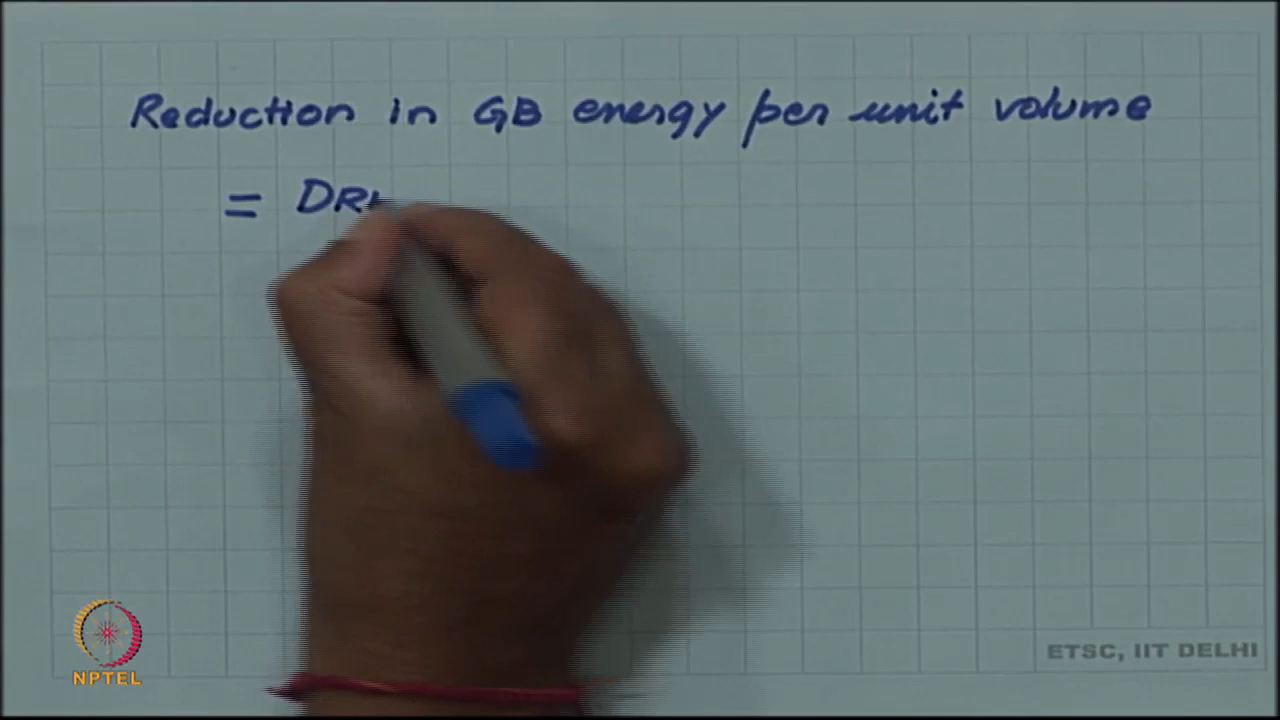 Reduction in GB energy per unit volume
= DR
NPTEL
ETSC, IIT DELHI